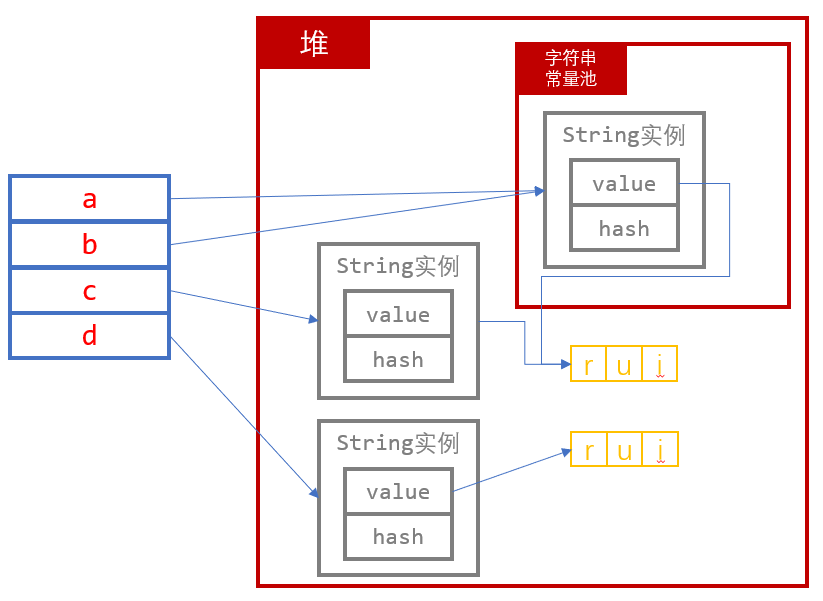 堆
字符串
常量池
String实例
value
hash
a
b
c
d
String实例
value
hash
r u i
String实例
value
hash
r u i